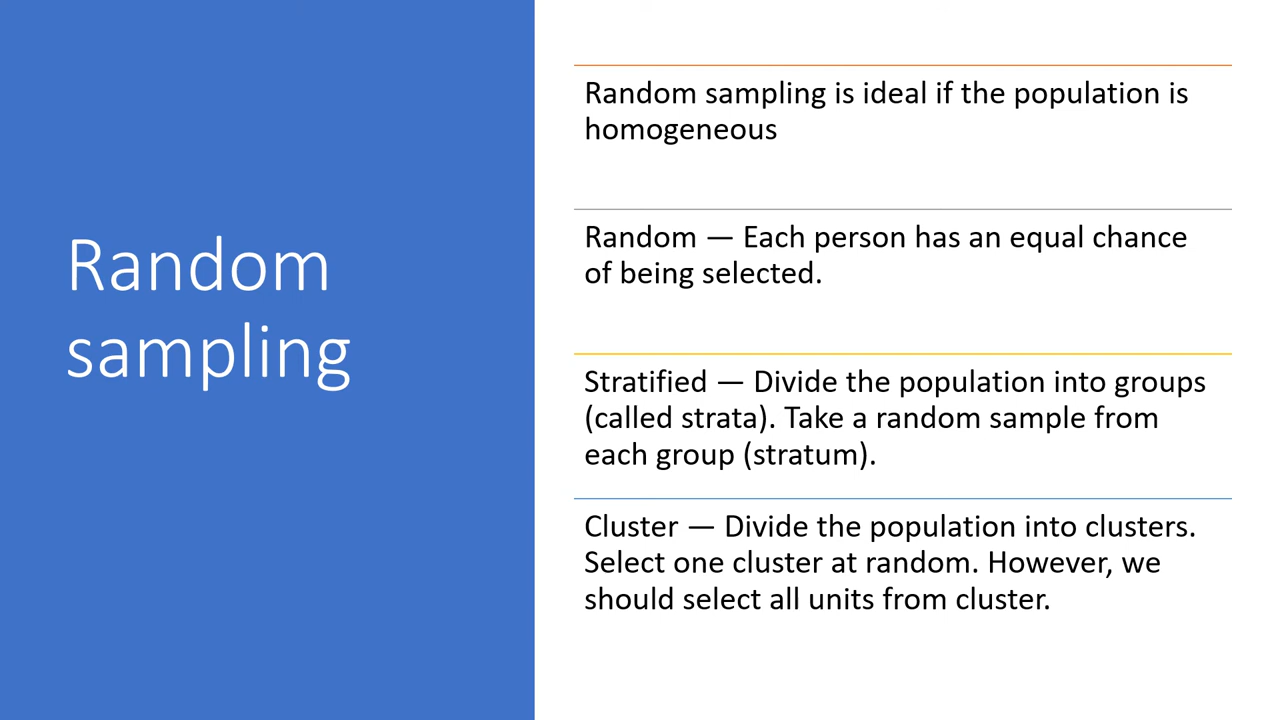 Random
sampling
Random sampling is ideal if the population is
homogeneous
Random — Each person has an equal chance
of being selected.
Stratified — Divide the population into groups
(called strata). Take a random sample from
each group (stratum).
Cluster — Divide the population into clusters.
Select one cluster at random. However, we
should select all units from cluster.